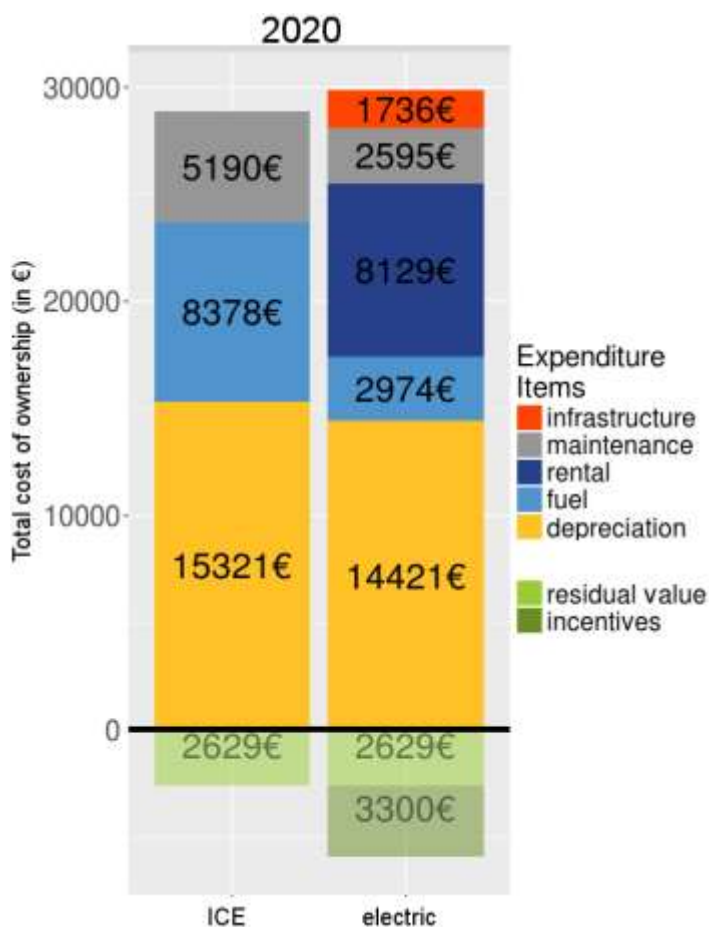 2020
Total cost of ownership (in €)
30000
20000
10000
0
5190€
8378€
15321€
2629€
1736€
2595€
8129€
2974€
14421€
2629€
3300€
ICE
electric
Expenditure
Items
infrastructure
maintenance
rental
fuel
depreciation
residual value
incentives